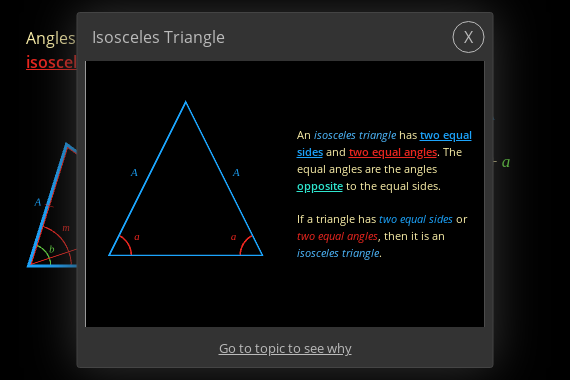 Angles
isoscel
Isosceles Triangle
X
An isosceles triangle has two equal
sides and two equal angles. The
equal angles are the angles
opposite to the equal sides.
If a triangle has two equal sides or
two equal angles, then it is an
isosceles triangle.
A
A
a
a
A
m
b
a
Go to topic to see why